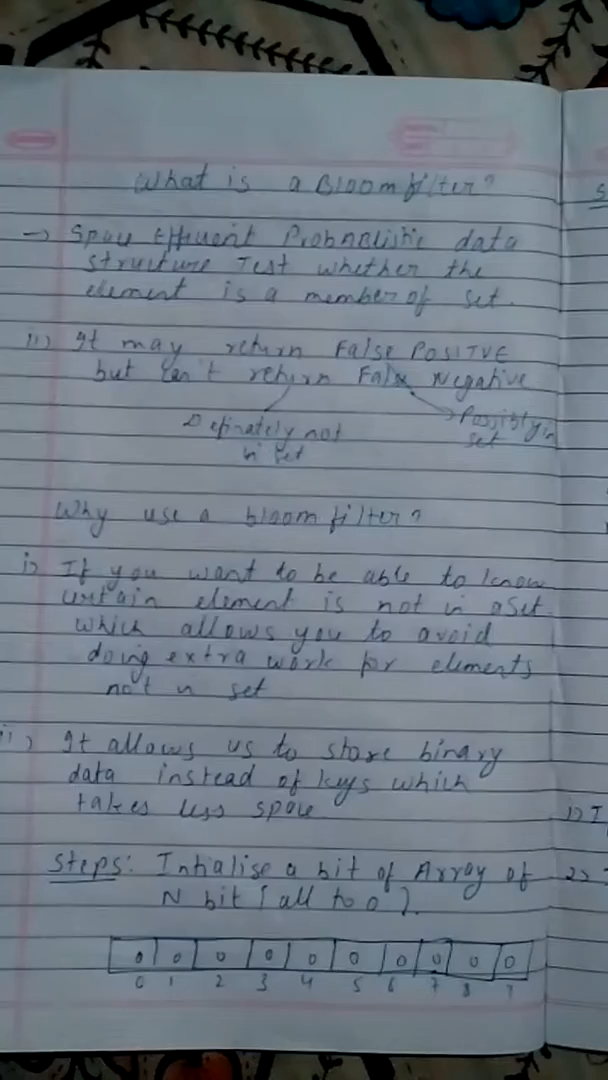 What is a Bloom filter?
→ Space Efficient Probnalistic data
structure Test whether the
element is a member of set.
It may return False POSITVE
but can't return False Negative
Definately not
in set
Possibly in
set
Why use a bloom filter?
i) If you want to be able to know
certain element is not in a set
which allows you to avoid
doing extra work for elements
not in set
ii) It allows us to store binary
data instead of keys which
takes less space
Steps: Intialise a bit of Array of
N bit [all to 0].
0 0 0 0 0 0 0 0 0 0
0 1 2 3 4 5 6 7 8 9